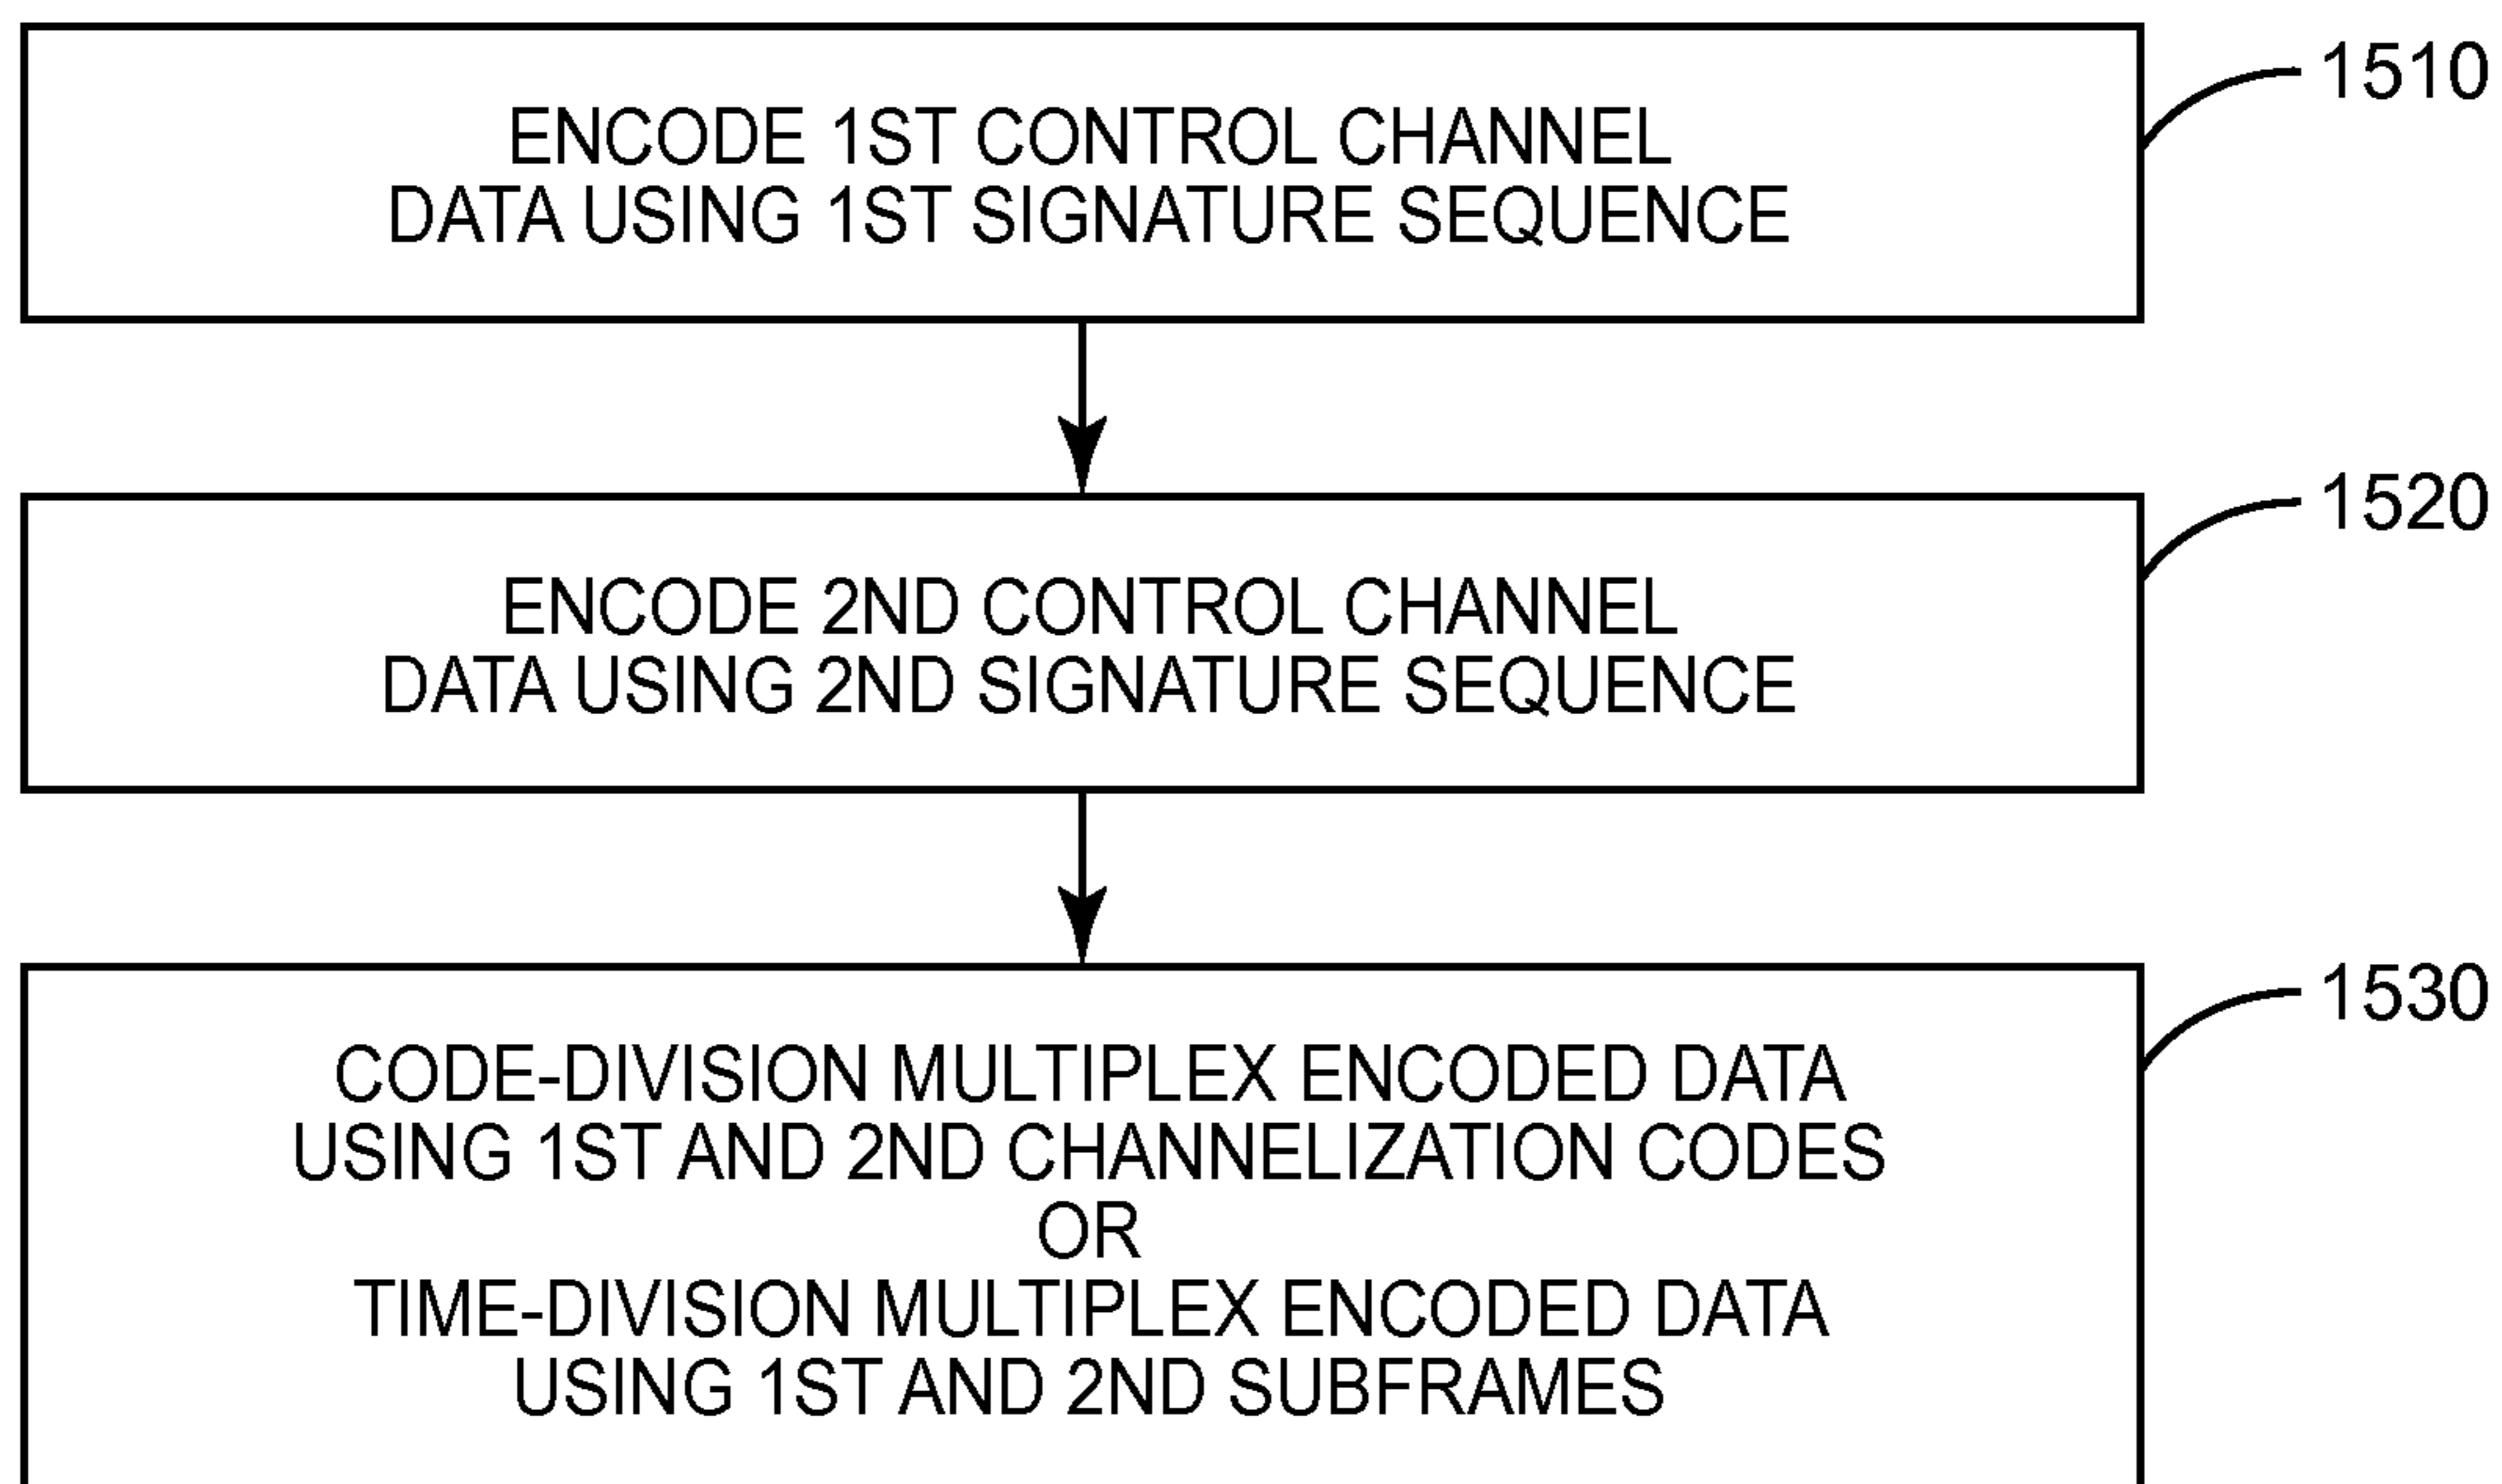 ENCODE 1ST CONTROL CHANNEL
DATA USING 1ST SIGNATURE SEQUENCE
1510
ENCODE 2ND CONTROL CHANNEL
DATA USING 2ND SIGNATURE SEQUENCE
1520
CODE-DIVISION MULTIPLEX ENCODED DATA
USING 1ST AND 2ND CHANNELIZATION CODES
OR
TIME-DIVISION MULTIPLEX ENCODED DATA
USING 1ST AND 2ND SUBFRAMES
1530